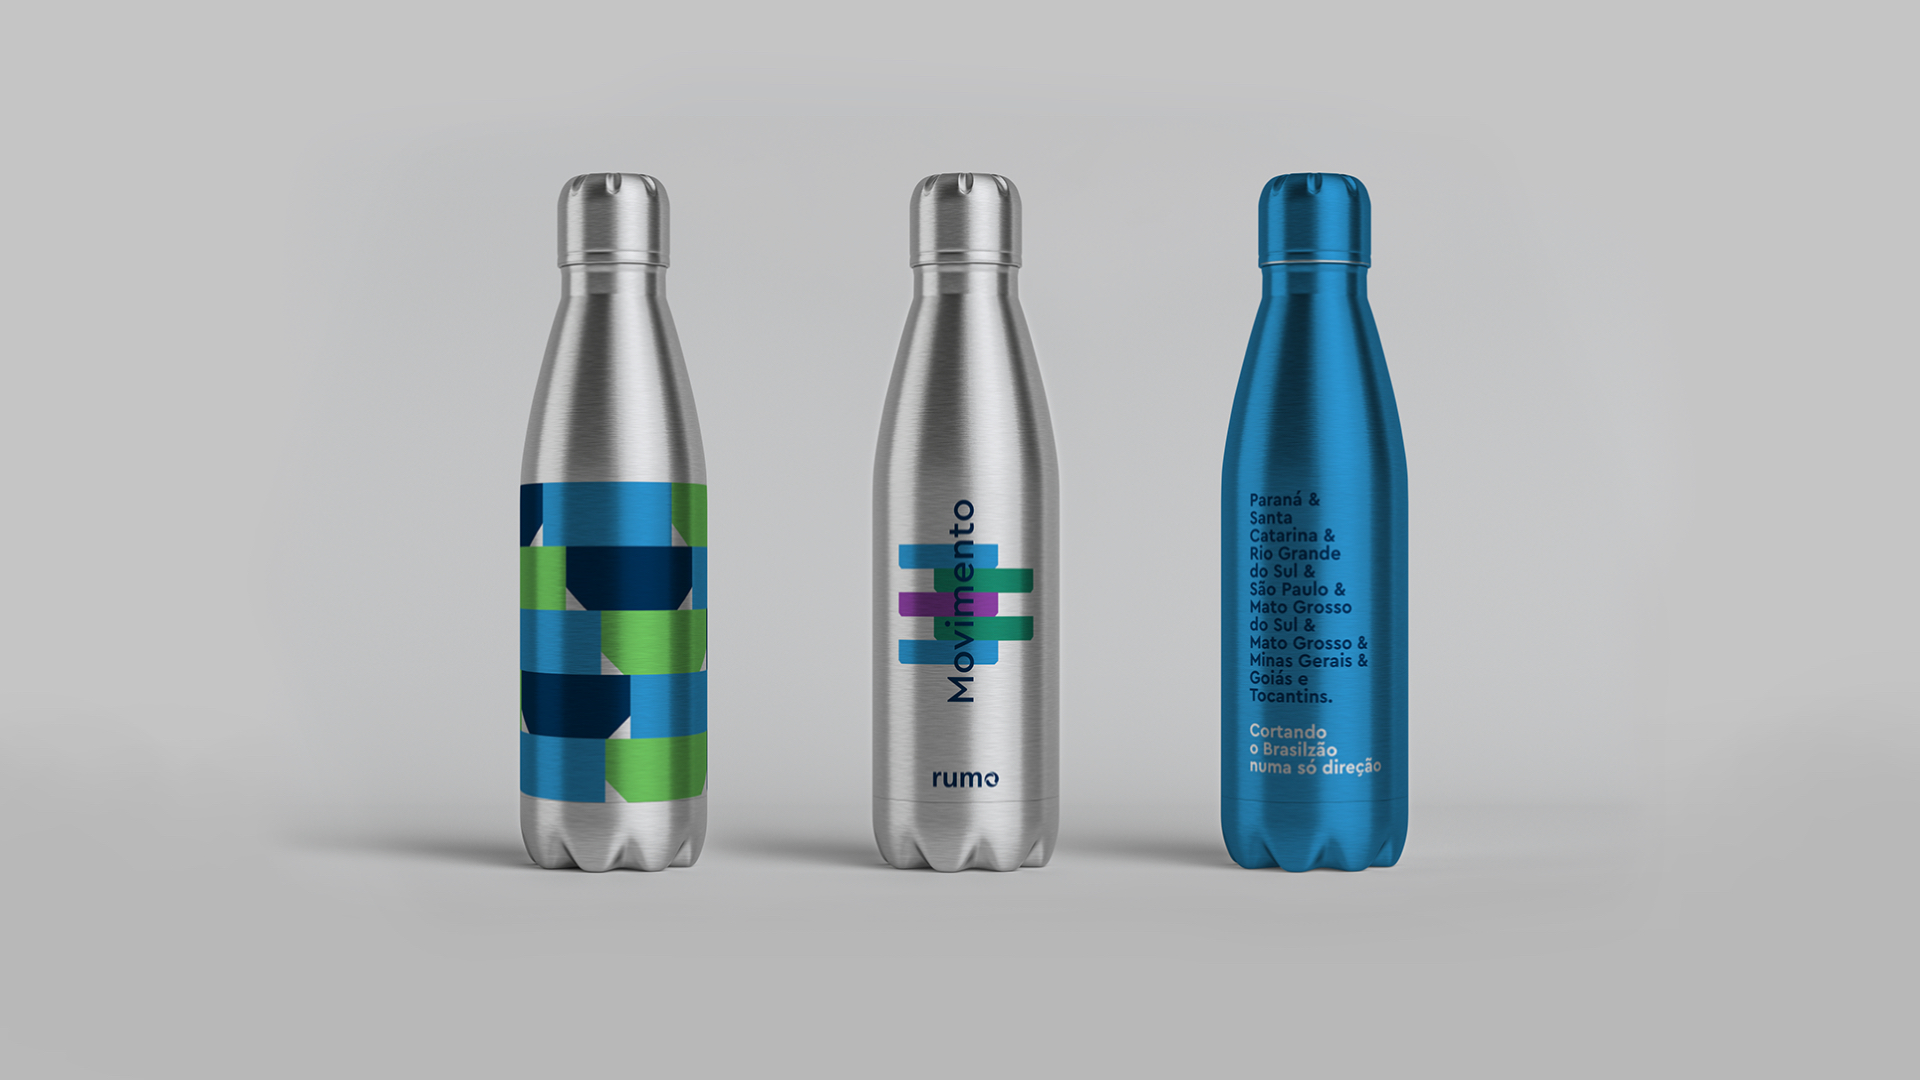 Movimento
rumo
Paraná &
Santa
Catarina &
Rio Grande
do Sul &
São Paulo &
Mato Grosso
do Sul &
Mato Grosso &
Minas Gerais &
Goiás e
Tocantins.
Cortando
o Brasilzão
numa só direção